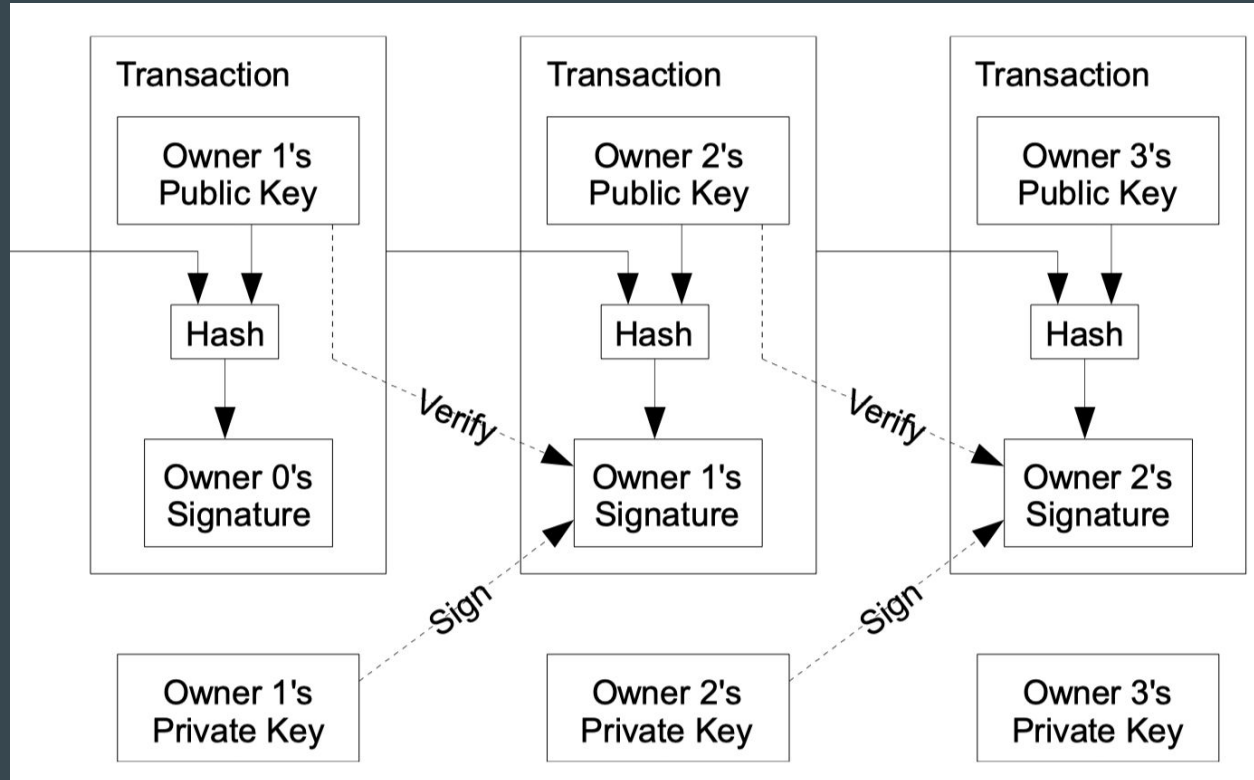 Transaction
Owner 1's
Public Key
Hash
Verify
Owner 0's
Signature
Sign
Owner 1's
Private Key
Transaction
Owner 2's
Public Key
Hash
Verify
Owner 1's
Signature
Sign
Owner 2's
Private Key
Transaction
Owner 3's
Public Key
Hash
Owner 2's
Signature
Owner 3's
Private Key